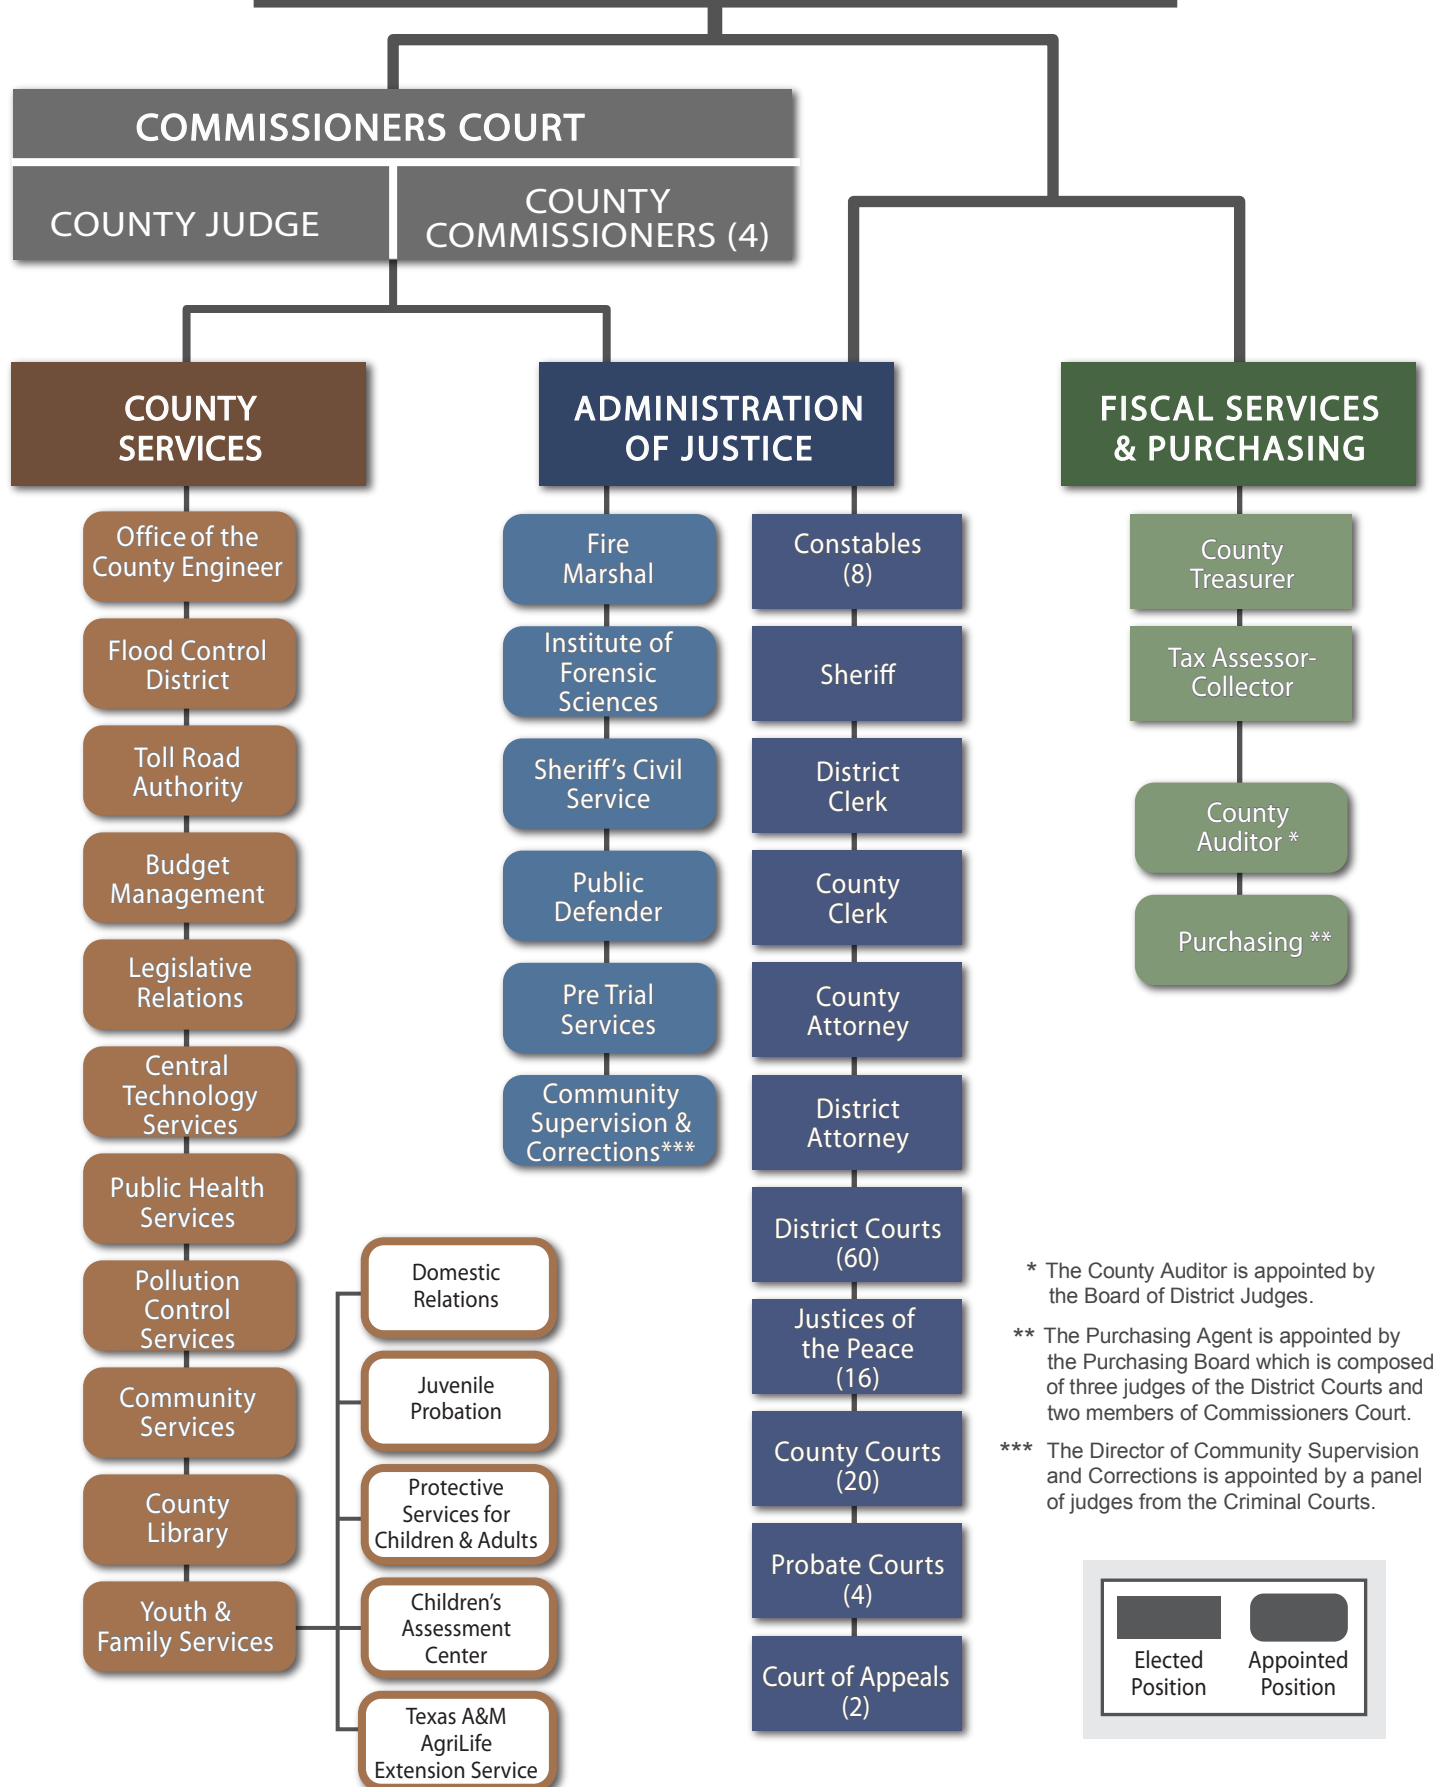 COMMISSIONERS COURT
COUNTY JUDGE
COUNTY
COMMISSIONERS (4)
COUNTY
SERVICES
Office of the
County Engineer
Flood Control
District
Toll Road
Authority
Budget
Management
Legislative
Relations
Central
Technology
Services
Public Health
Services
Pollution
Control
Services
Community
Services
County
Library
Youth &
Family Services
Domestic
Relations
Juvenile
Probation
Protective
Services for
Children & Adults
Children's
Assessment
Center
Texas A&M
AgriLife
Extension Service
ADMINISTRATION
OF JUSTICE
Fire
Marshal
Institute of
Forensic
Sciences
Sheriff's Civil
Service
Public
Defender
Pre Trial
Services
Community
Supervision &
Corrections***
Constables
(8)
Sheriff
District
Clerk
County
Clerk
County
Attorney
District
Attorney
District Courts
(60)
Justices of
the Peace
(16)
County Courts
(20)
Probate Courts
(4)
Court of Appeals
(2)
FISCAL SERVICES
& PURCHASING
County
Treasurer
Tax Assessor-
Collector
County
Auditor *
Purchasing **
* The County Auditor is appointed by
the Board of District Judges.
** The Purchasing Agent is appointed by
the Purchasing Board which is composed
of three judges of the District Courts and
two members of Commissioners Court.
*** The Director of Community Supervision
and Corrections is appointed by a panel
of judges from the Criminal Courts.
Elected
Position
Appointed
Position